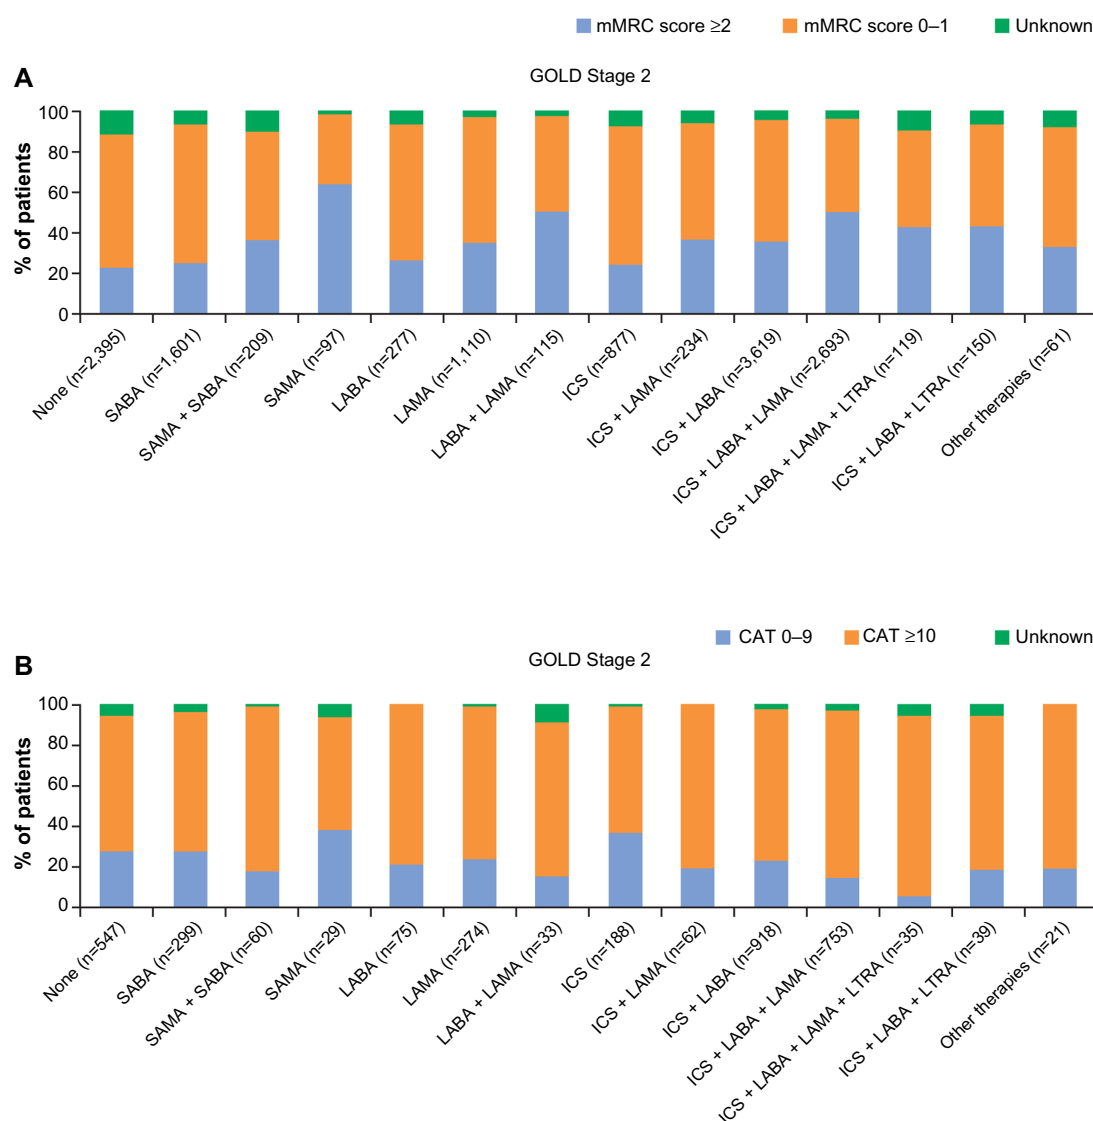 mMRC score ≥2 mMRC score 0–1 Unknown
A
GOLD Stage 2
% of patients
100
80
60
40
20
0
None (n=2,395)
SABA (n=1,601)
SAMA + SABA (n=209)
SAMA (n=97)
LABA (n=277)
LAMA (n=1,110)
LABA + LAMA (n=115)
ICS (n=877)
ICS + LAMA (n=234)
ICS + LABA (n=3,619)
ICS + LABA + LAMA (n=2,693)
ICS + LABA + LAMA + LTRA (n=119)
ICS + LABA + LTRA (n=150)
Other therapies (n=61)
CAT 0–9 CAT ≥10 Unknown
B
GOLD Stage 2
% of patients
100
80
60
40
20
0
None (n=547)
SABA (n=299)
SAMA + SABA (n=60)
SAMA (n=29)
LABA (n=75)
LAMA (n=274)
LABA + LAMA (n=33)
ICS (n=188)
ICS + LAMA (n=62)
ICS + LABA (n=918)
ICS + LABA + LAMA (n=753)
ICS + LABA + LAMA + LTRA (n=35)
ICS + LABA + LTRA (n=39)
Other therapies (n=21)